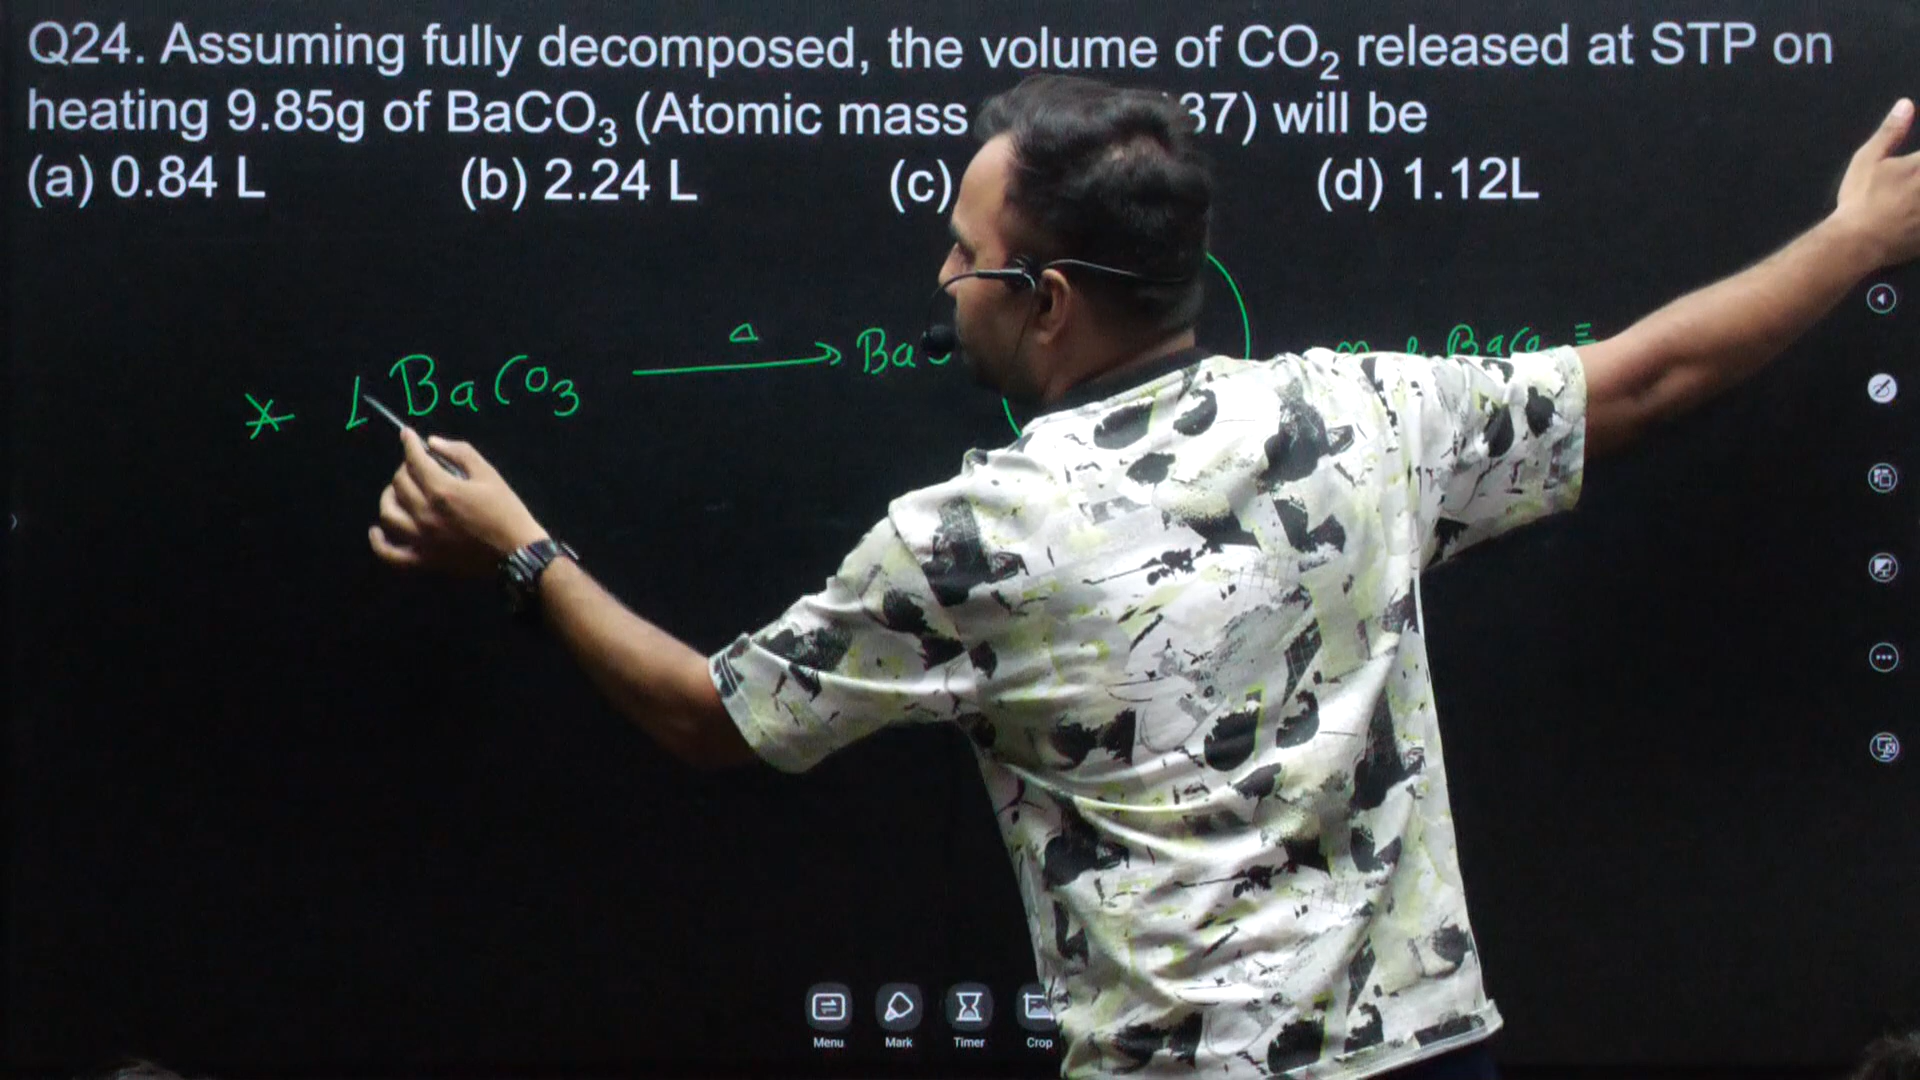 Q24. Assuming fully decomposed, the volume of CO₂ released at STP on
heating 9.85g of BaCO₃ (Atomic mass 37) will be
(a) 0.84 L (b) 2.24 L (c) (d) 1.12L
* 1 BaCO₃ Δ → Ba
Menu Mark Timer Crop